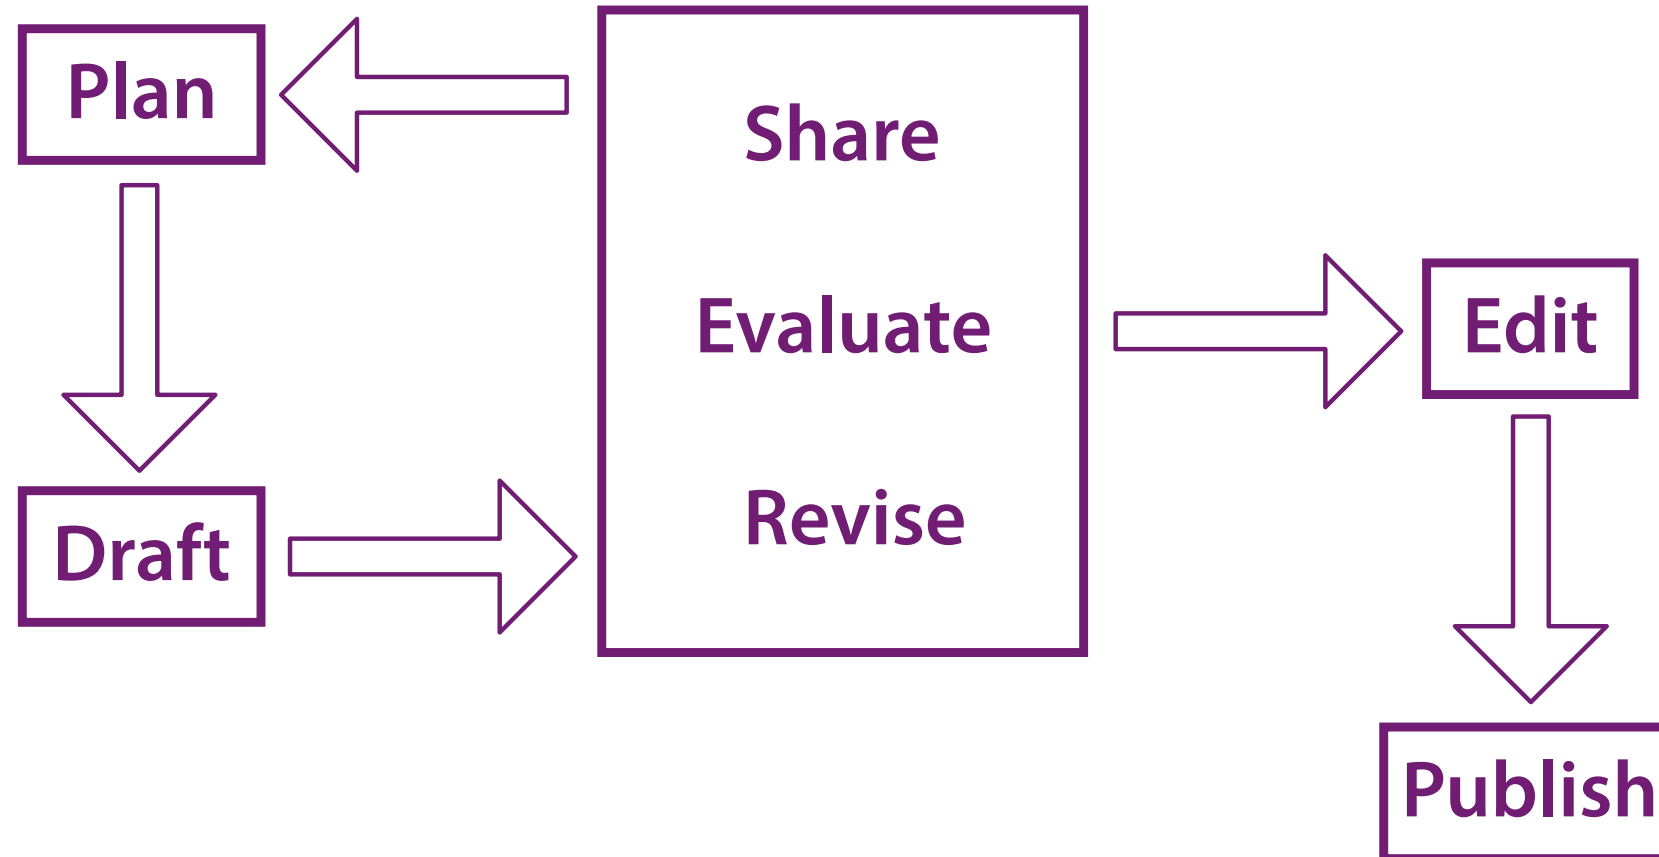 Plan
Share
Evaluate
Revise
Draft
Edit
Publish